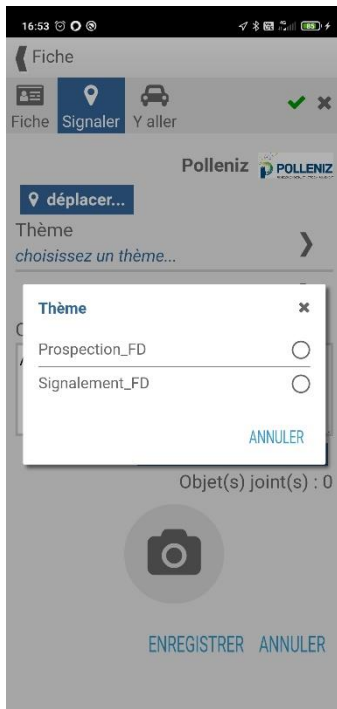 16:53
85
Fiche
Fiche Signaler Y aller
Polleniz POLLENIZ
déplacer...
Thème
choisissez un thème...
Thème
Prospection_FD
Signalement_FD
ANNULER
Objet(s) joint(s) : 0
ENREGISTRER ANNULER